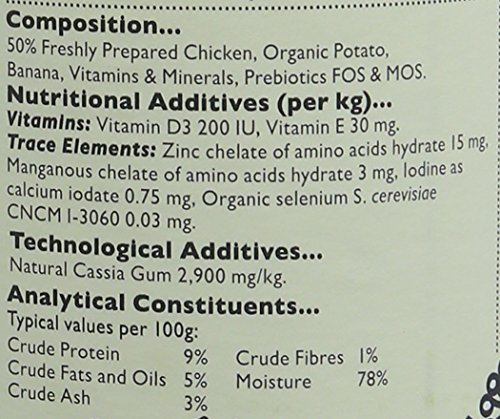 Composition...
50% Freshly Prepared Chicken, Organic Potato,
Banana, Vitamins & Minerals, Prebiotics FOS & MOS.
Nutritional Additives (per kg)...
Vitamins: Vitamin D3 200 IU, Vitamin E 30 mg.
Trace Elements: Zinc chelate of amino acids hydrate 15 mg,
Manganous chelate of amino acids hydrate 3 mg, Iodine as
calcium iodate 0.75 mg, Organic selenium S. cerevisiae
CNCM I-3060 0.03 mg.
Technological Additives...
Natural Cassia Gum 2,900 mg/kg.
Analytical Constituents...
Typical values per 100g:
Crude Protein 9% Crude Fibres 1%
Crude Fats and Oils 5% Moisture 78%
Crude Ash 3%